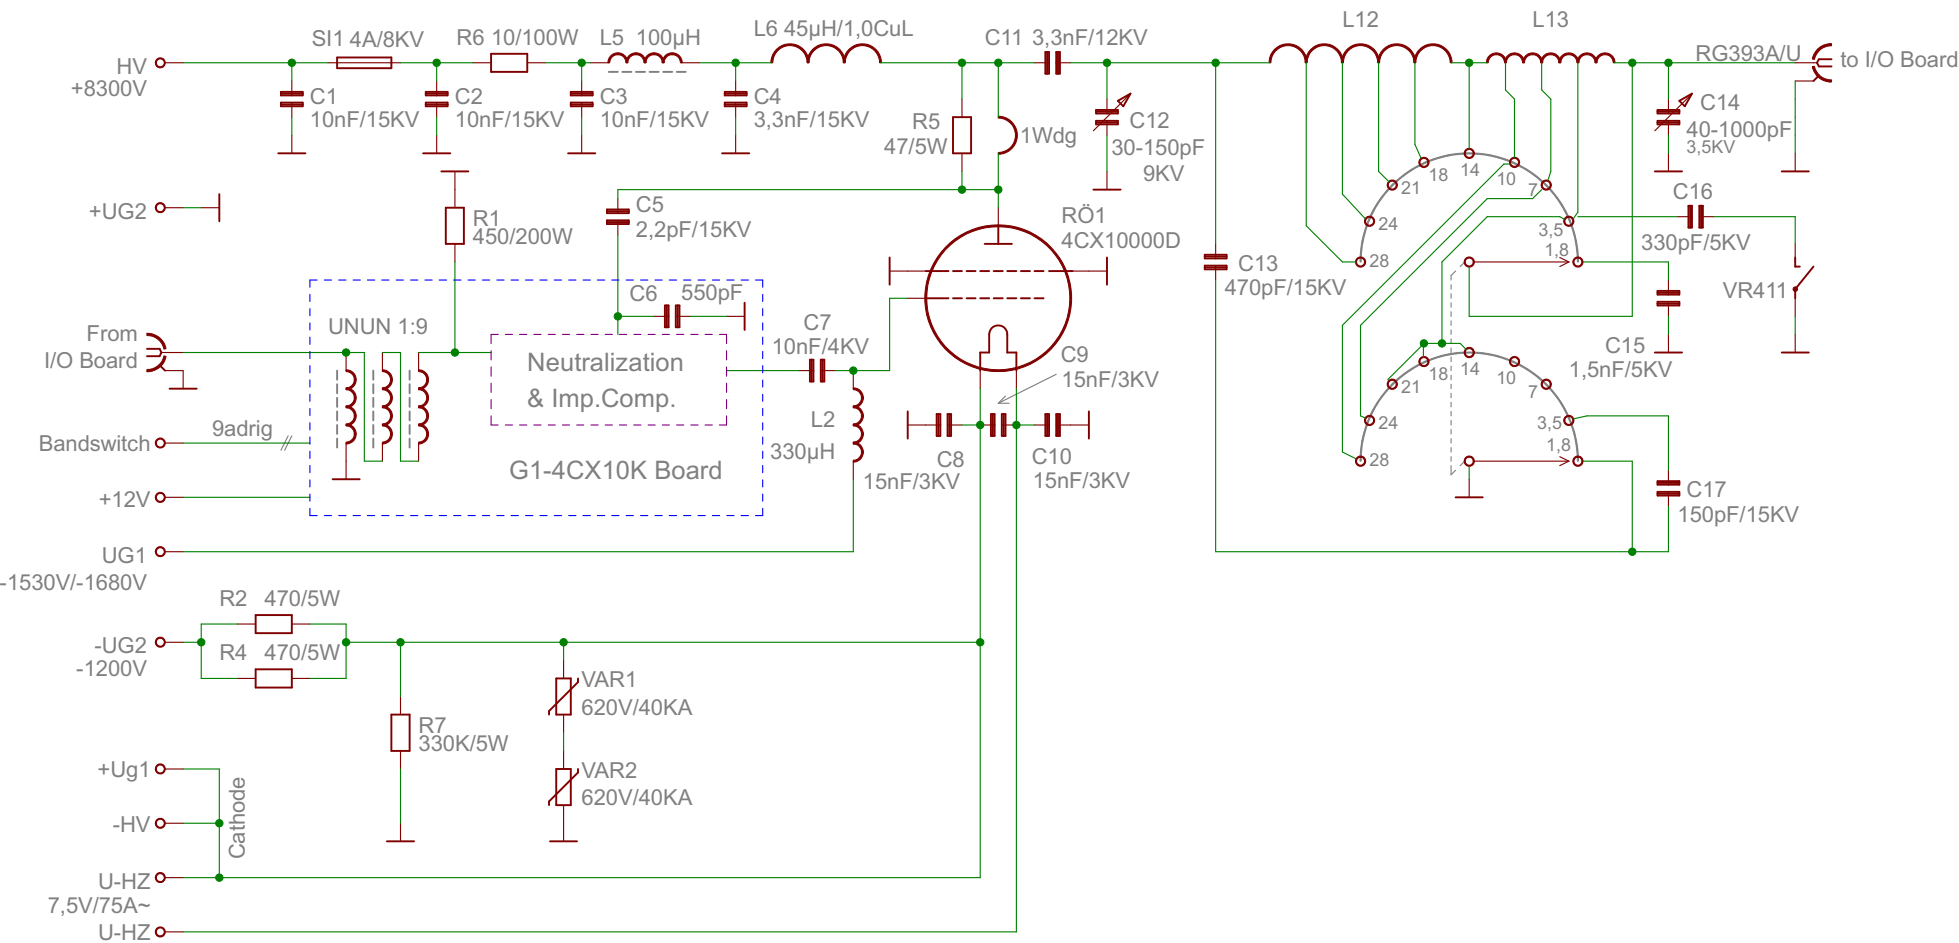 L12
L13
SI1 4A/8KV
R6 10/100W
L5 100µH
L6 45µH/1,0CuL
C11 3,3nF/12KV
RG393A/U
to I/O Board
HV
+8300V
C1
10nF/15KV
C2
10nF/15KV
C3
10nF/15KV
C4
3,3nF/15KV
R5
47/5W
1Wdg
C12
30-150pF
9KV
C14
40-1000pF
3,5KV
+UG2
R1
450/200W
C5
2,2pF/15KV
RÖ1
4CX10000D
28
24
21
18
14
10
7
3,5
1,8
C16
330pF/5KV
C13
470pF/15KV
VR411
C15
1,5nF/5KV
From
I/O Board
UNUN 1:9
C6
550pF
Neutralization
& Imp.Comp.
C7
10nF/4KV
C9
15nF/3KV
L2
330µH
C8
15nF/3KV
C10
15nF/3KV
28
24
21
18
14
10
7
3,5
1,8
C17
150pF/15KV
Bandswitch
9adrig
G1-4CX10K Board
+12V
UG1
-1530V/-1680V
R2 470/5W
-UG2
-1200V
R4 470/5W
VAR1
620V/40KA
R7
330K/5W
VAR2
620V/40KA
+Ug1
-HV
Cathode
U-HZ
7,5V/75A~
U-HZ